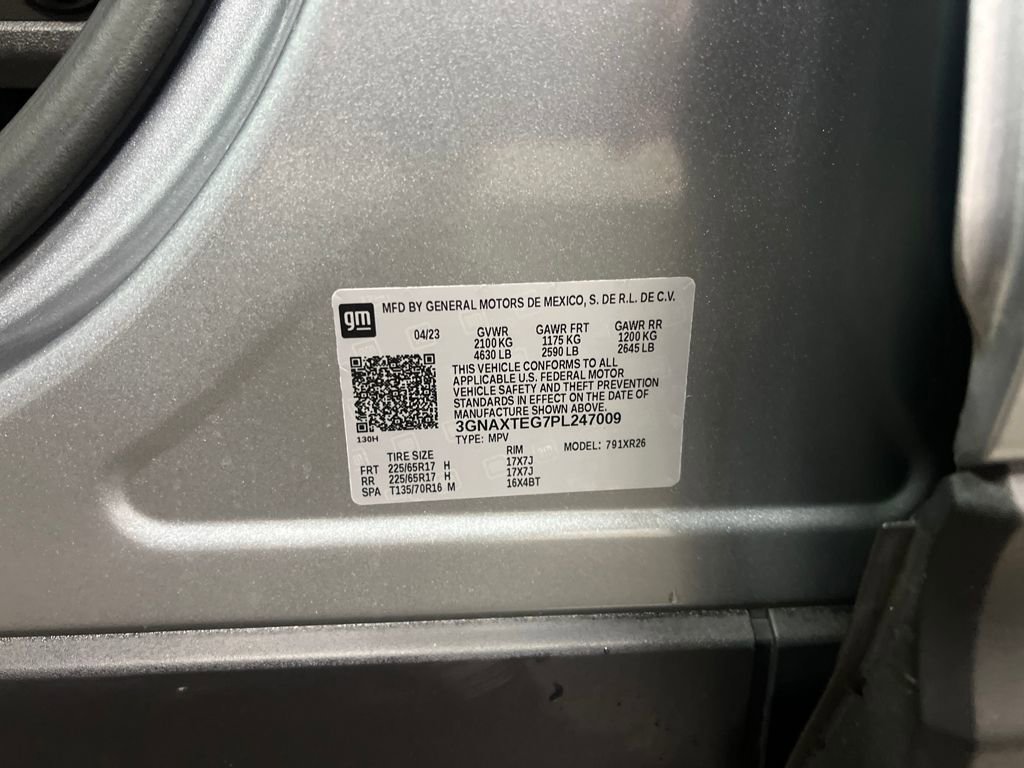 gm
MFD BY GENERAL MOTORS DE MEXICO, S. DE R.L. DE C.V.
04/23 GVWR GAWR FRT GAWR RR
2100 KG 1175 KG 1200 KG
4630 LB 2590 LB 2645 LB
THIS VEHICLE CONFORMS TO ALL
APPLICABLE U.S. FEDERAL MOTOR
VEHICLE SAFETY AND THEFT PREVENTION
STANDARDS IN EFFECT ON THE DATE OF
MANUFACTURE SHOWN ABOVE.
3GNAXTEG7PL247009
130H TYPE: MPV MODEL: 791XR26
TIRE SIZE RIM
FRT 225/65R17 H 17X7J
RR 225/65R17 H 17X7J
SPA T135/70R16 M 16X4BT